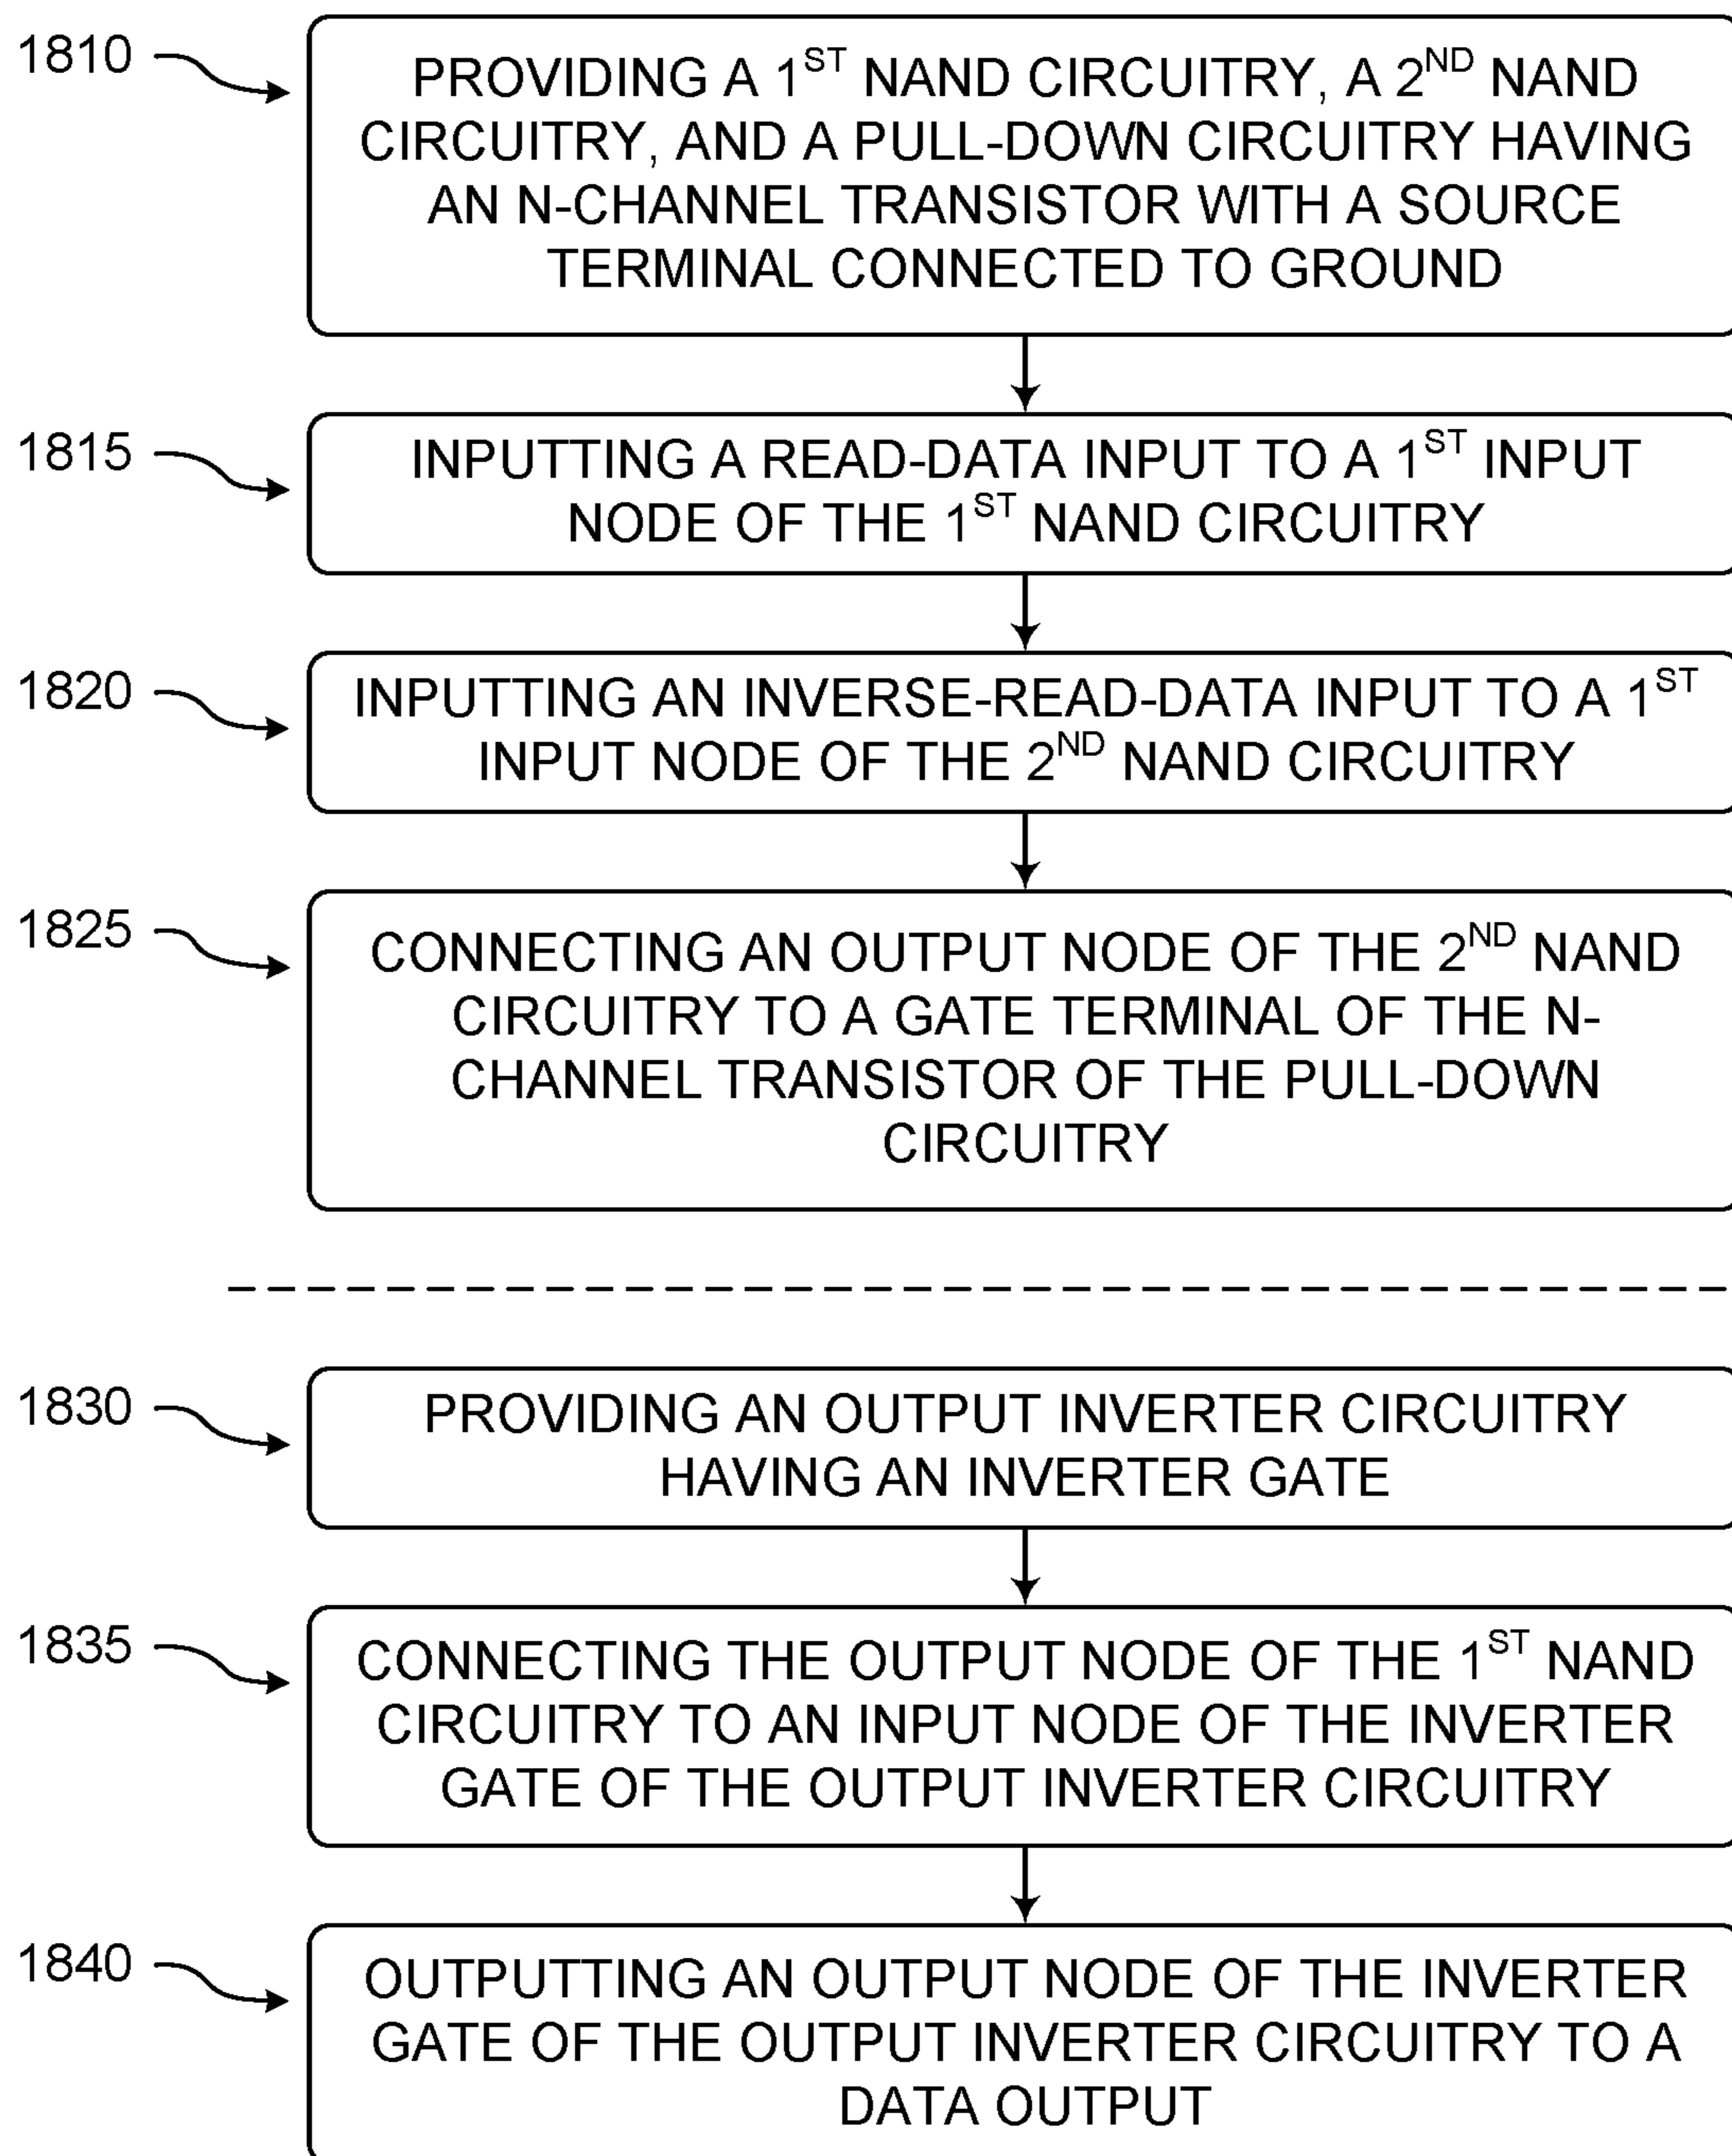 1810
PROVIDING A 1ST NAND CIRCUITRY, A 2ND NAND
CIRCUITRY, AND A PULL-DOWN CIRCUITRY HAVING
AN N-CHANNEL TRANSISTOR WITH A SOURCE
TERMINAL CONNECTED TO GROUND
1815
INPUTTING A READ-DATA INPUT TO A 1ST INPUT
NODE OF THE 1ST NAND CIRCUITRY
1820
INPUTTING AN INVERSE-READ-DATA INPUT TO A 1ST
INPUT NODE OF THE 2ND NAND CIRCUITRY
1825
CONNECTING AN OUTPUT NODE OF THE 2ND NAND
CIRCUITRY TO A GATE TERMINAL OF THE N-
CHANNEL TRANSISTOR OF THE PULL-DOWN
CIRCUITRY
1830
PROVIDING AN OUTPUT INVERTER CIRCUITRY
HAVING AN INVERTER GATE
1835
CONNECTING THE OUTPUT NODE OF THE 1ST NAND
CIRCUITRY TO AN INPUT NODE OF THE INVERTER
GATE OF THE OUTPUT INVERTER CIRCUITRY
1840
OUTPUTTING AN OUTPUT NODE OF THE INVERTER
GATE OF THE OUTPUT INVERTER CIRCUITRY TO A
DATA OUTPUT